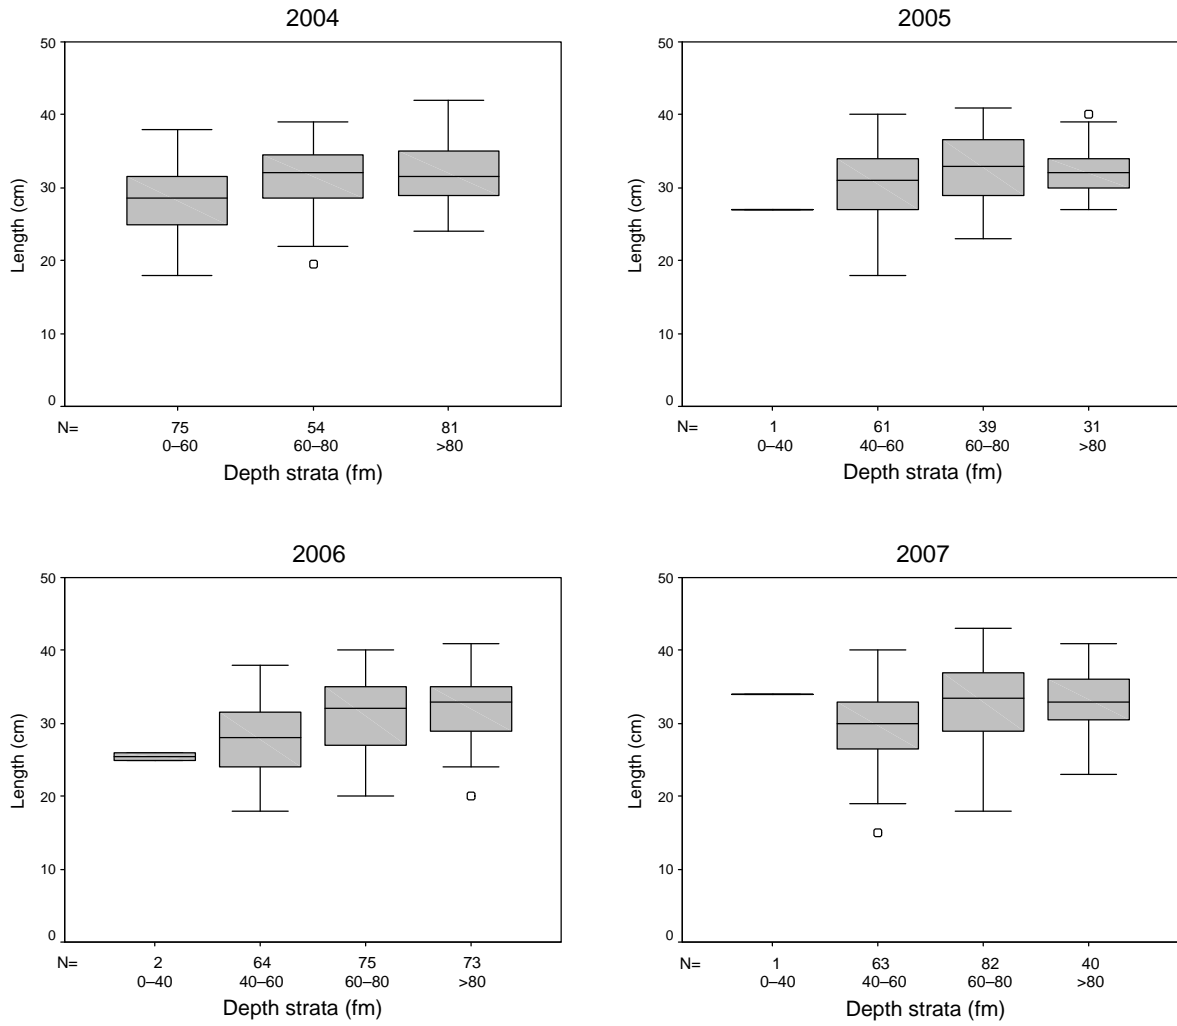 2004
50
40
30
20
10
0
Length (cm)
N= 75 54 81
0–60 60–80 >80
Depth strata (fm)
2005
50
40
30
20
10
0
Length (cm)
N= 1 61 39 31
0–40 40–60 60–80 >80
Depth strata (fm)
2006
50
40
30
20
10
0
Length (cm)
N= 2 64 75 73
0–40 40–60 60–80 >80
Depth strata (fm)
2007
50
40
30
20
10
0
Length (cm)
N= 1 63 82 40
0–40 40–60 60–80 >80
Depth strata (fm)